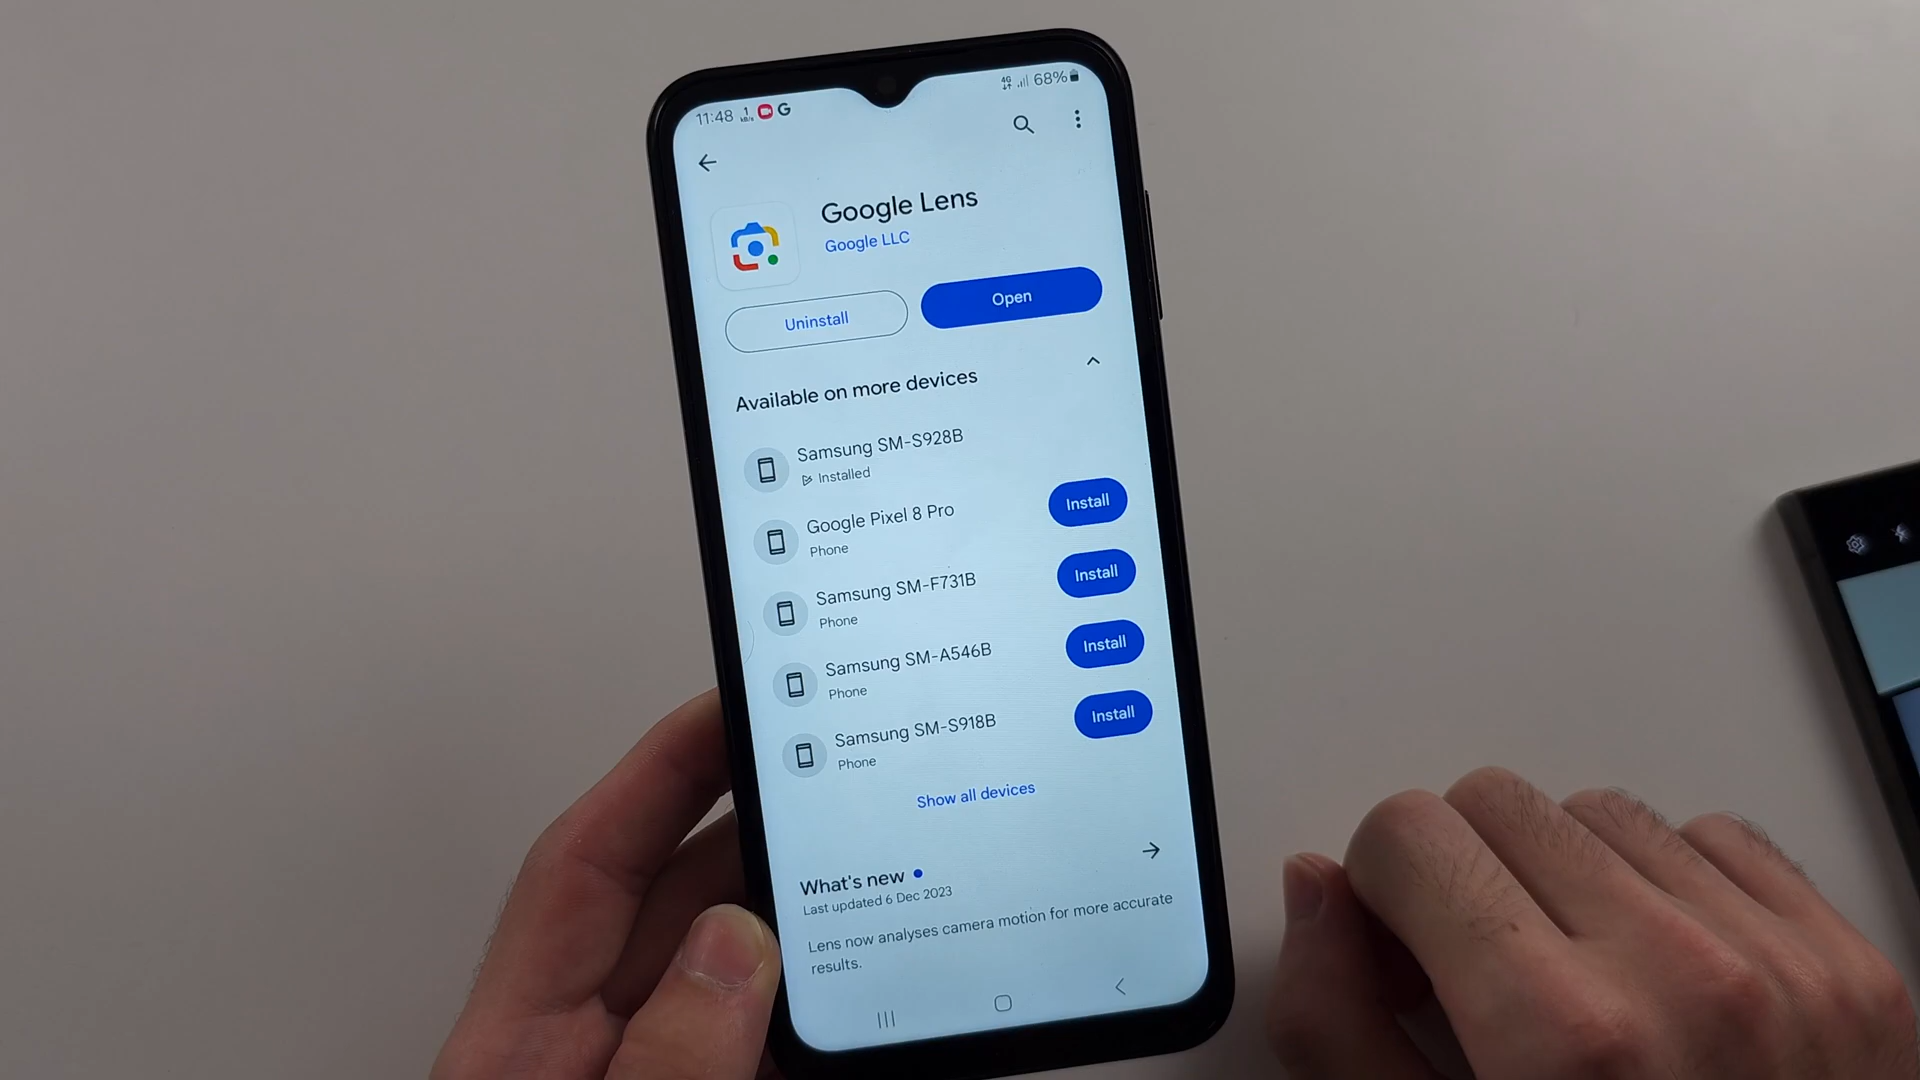 11:48 1 kB/s G 4G 68%
Google Lens
Google LLC
Uninstall
Open
Available on more devices
Samsung SM-S928B
Installed
Google Pixel 8 Pro
Phone
Install
Samsung SM-F731B
Phone
Install
Samsung SM-A546B
Phone
Install
Samsung SM-S918B
Phone
Install
Show all devices
What's new
Last updated 6 Dec 2023
Lens now analyses camera motion for more accurate
results.